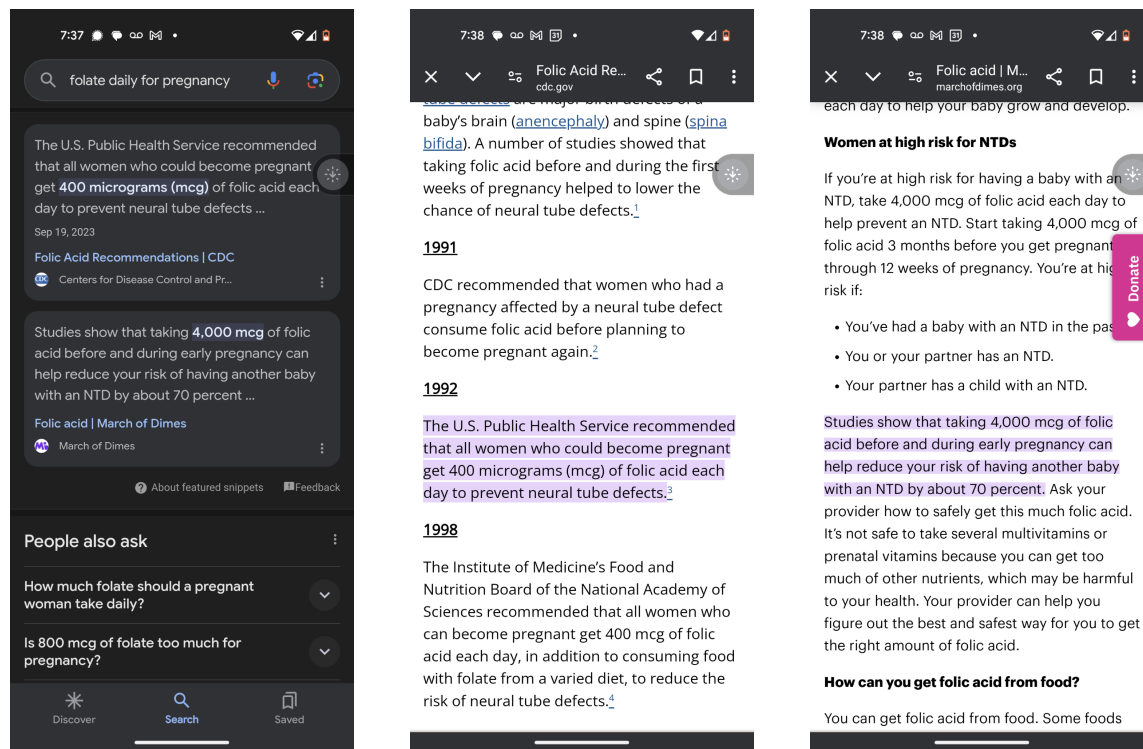 7:37
folate daily for pregnancy
The U.S. Public Health Service recommended
that all women who could become pregnant
get 400 micrograms (mcg) of folic acid each
day to prevent neural tube defects ...
Sep 19, 2023
Folic Acid Recommendations | CDC
CDC
Centers for Disease Control and Pr...
Studies show that taking 4,000 mcg of folic
acid before and during early pregnancy can
help reduce your risk of having another baby
with an NTD by about 70 percent ...
Folic acid | March of Dimes
March of Dimes
About featured snippets
Feedback
People also ask
How much folate should a pregnant
woman take daily?
Is 800 mcg of folate too much for
pregnancy?
Discover
Search
Saved
7:38
31
Folic Acid Re...
cdc.gov
tube defects are major birth defects of a
baby's brain (anencephaly) and spine (spina
bifida). A number of studies showed that
taking folic acid before and during the first
weeks of pregnancy helped to lower the
chance of neural tube defects.1
1991
CDC recommended that women who had a
pregnancy affected by a neural tube defect
consume folic acid before planning to
become pregnant again.2
1992
The U.S. Public Health Service recommended
that all women who could become pregnant
get 400 micrograms (mcg) of folic acid each
day to prevent neural tube defects.3
1998
The Institute of Medicine's Food and
Nutrition Board of the National Academy of
Sciences recommended that all women who
can become pregnant get 400 mcg of folic
acid each day, in addition to consuming food
with folate from a varied diet, to reduce the
risk of neural tube defects.4
7:38
31
Folic acid | M...
marchofdimes.org
each day to help your baby grow and develop.
Women at high risk for NTDs
If you're at high risk for having a baby with an
NTD, take 4,000 mcg of folic acid each day to
help prevent an NTD. Start taking 4,000 mcg of
folic acid 3 months before you get pregnant
through 12 weeks of pregnancy. You're at
risk if:
• You've had a baby with an NTD in the
• You or your partner has an NTD.
• Your partner has a child with an NTD.
Studies show that taking 4,000 mcg of folic
acid before and during early pregnancy can
help reduce your risk of having another baby
with an NTD by about 70 percent. Ask your
provider how to safely get this much folic acid.
It's not safe to take several multivitamins or
prenatal vitamins because you can get too
much of other nutrients, which may be harmful
to your health. Your provider can help you
figure out the best and safest way for you to get
the right amount of folic acid.
How can you get folic acid from food?
You can get folic acid from food. Some foods
Donate